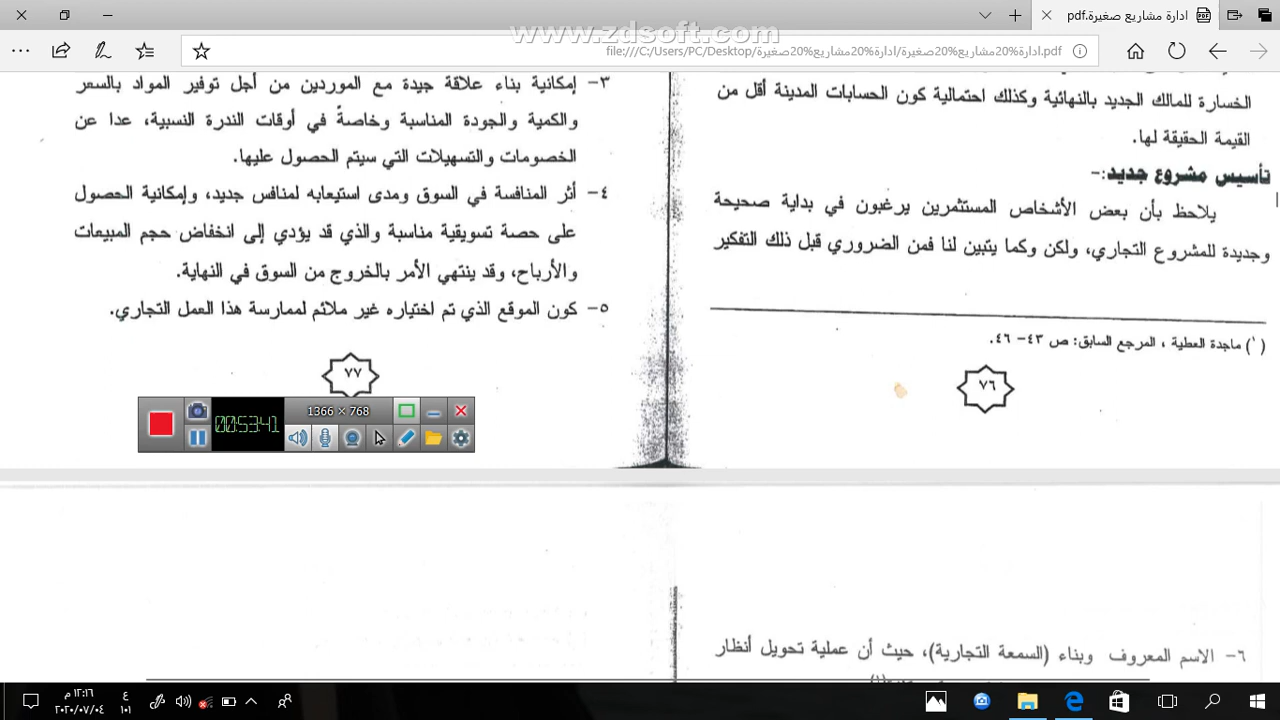 ادارة مشاريع صغيرة.pdf
www.zdsoft.com
file:///C:/Users/PC/Desktop/ادارة%20مشاريع%20صغيرة/ادارة%20مشاريع%20صغيرة.pdf
الخسارة للمالك الجديد بالنهائية وكذلك احتمالية كون الحسابات المدينة أقل من
القيمة الحقيقة لها.
تأسيس مشروع جديد:-
يلاحظ بأن بعض الأشخاص المستثمرين يرغبون في بداية صحيحة
وجديدة للمشروع التجاري، ولكن وكما يتبين لنا فمن الضروري قبل ذلك التفكير
(١) ماجدة العطية ، المرجع السابق: ص ٤٣- ٤٦.
٧٦
٣- إمكانية بناء علاقة جيدة مع الموردين من أجل توفير المواد بالسعر
والكمية والجودة المناسبة وخاصةً في أوقات الندرة النسبية، عدا عن
الخصومات والتسهيلات التي سيتم الحصول عليها.
٤- أثر المنافسة في السوق ومدى استيعابه لمنافس جديد، وإمكانية الحصول
على حصة تسويقية مناسبة والذي قد يؤدي إلى انخفاض حجم المبيعات
والأرباح، وقد ينتهي الأمر بالخروج من السوق في النهاية.
٥- كون الموقع الذي تم اختياره غير ملائم لممارسة هذا العمل التجاري.
٧٧
1366 × 768
00:53:41
٦- الاسم المعروف وبناء (السمعة التجارية)، حيث أن عملية تحويل أنظار
١٢:١٦ م
٢٠٢٠/٠٧/٠٤
ع
١٠١